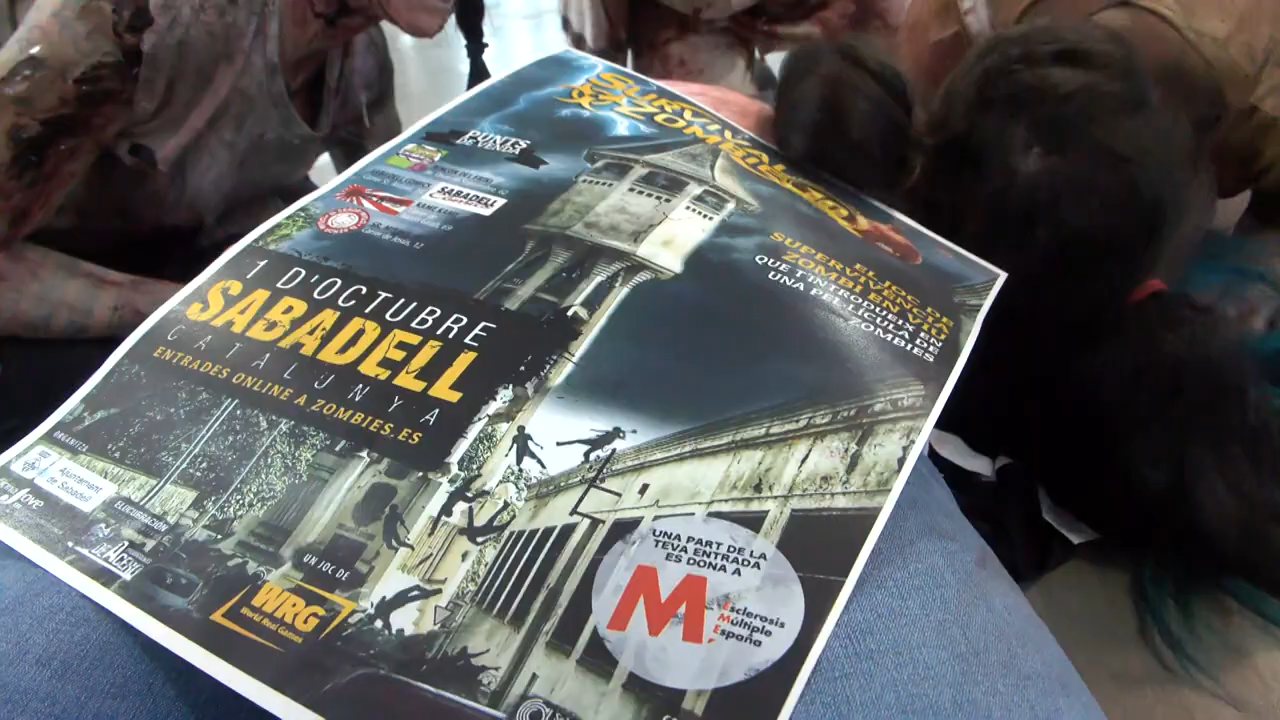 SURVIVAL
ZOMBIE
PUNTS
DE VENDA
SABADELL
EL JOC DE
SUPERVIVÈNCIA
ZOMBI EN VIU
QUE T'INTRODUEIX EN
UNA PEL·LÍCULA DE
ZOMBIES
1 D'OCTUBRE
SABADELL
CATALUNYA
ENTRADES ONLINE A ZOMBIES.ES
ORGANITZA
Ajuntament
de Sabadell
Jove
UN JOC DE
WRG
World Real Games
UNA PART DE LA
TEVA ENTRADA
ES DONA A
M
Esclerosis
Múltiple
España